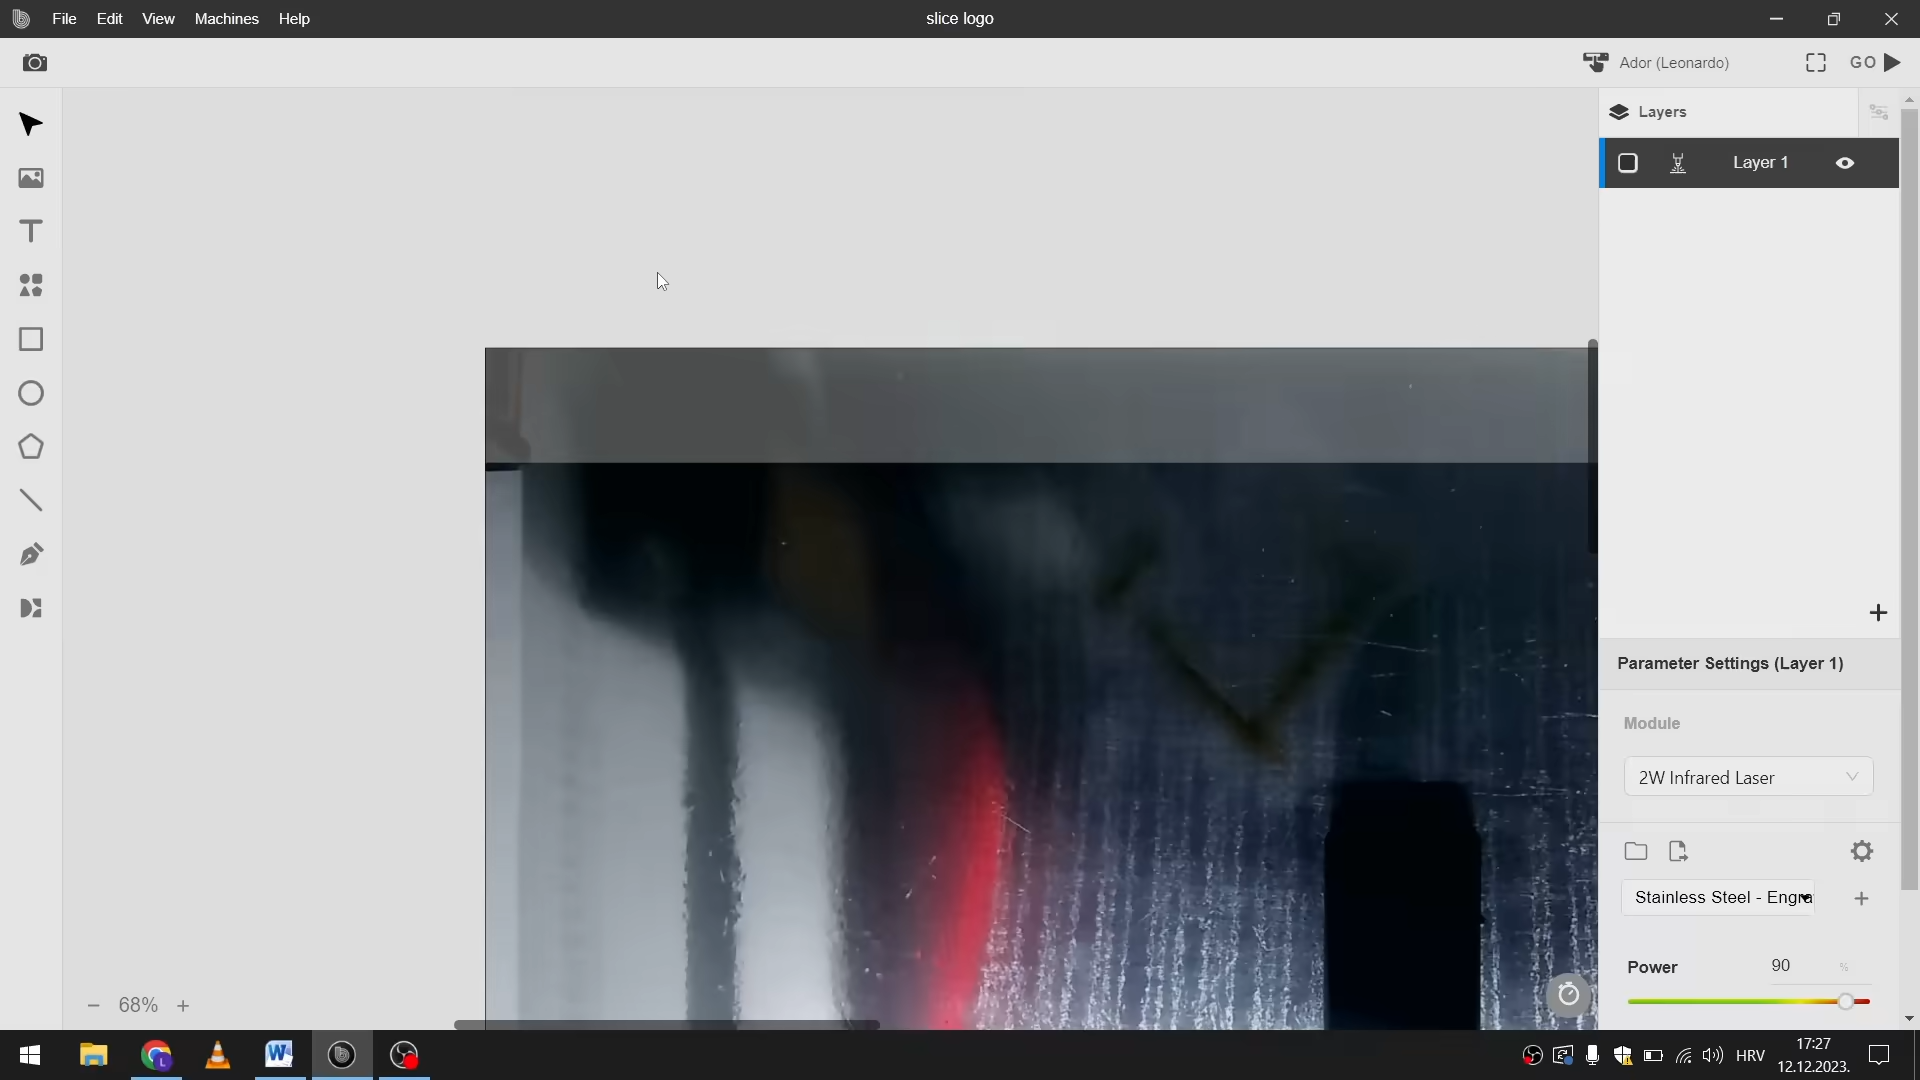 File Edit View Machines Help
slice logo
Ador (Leonardo)
GO
Layers
Layer 1
Parameter Settings (Layer 1)
Module
2W Infrared Laser
Stainless Steel - Engra
Power 90 %
68%
HRV
17:27
12.12.2023.